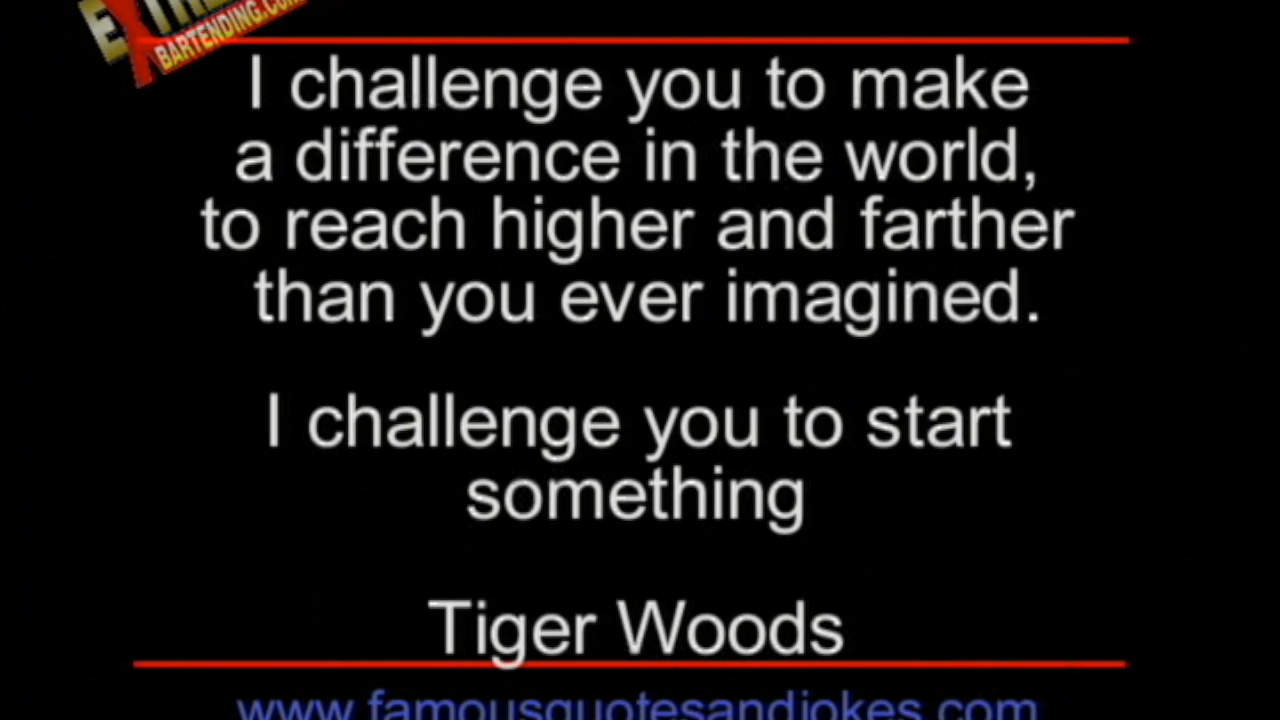 BARTENDING.COM
I challenge you to make
a difference in the world,
to reach higher and farther
than you ever imagined.
I challenge you to start
something
Tiger Woods
www.famousquotesandjokes.com